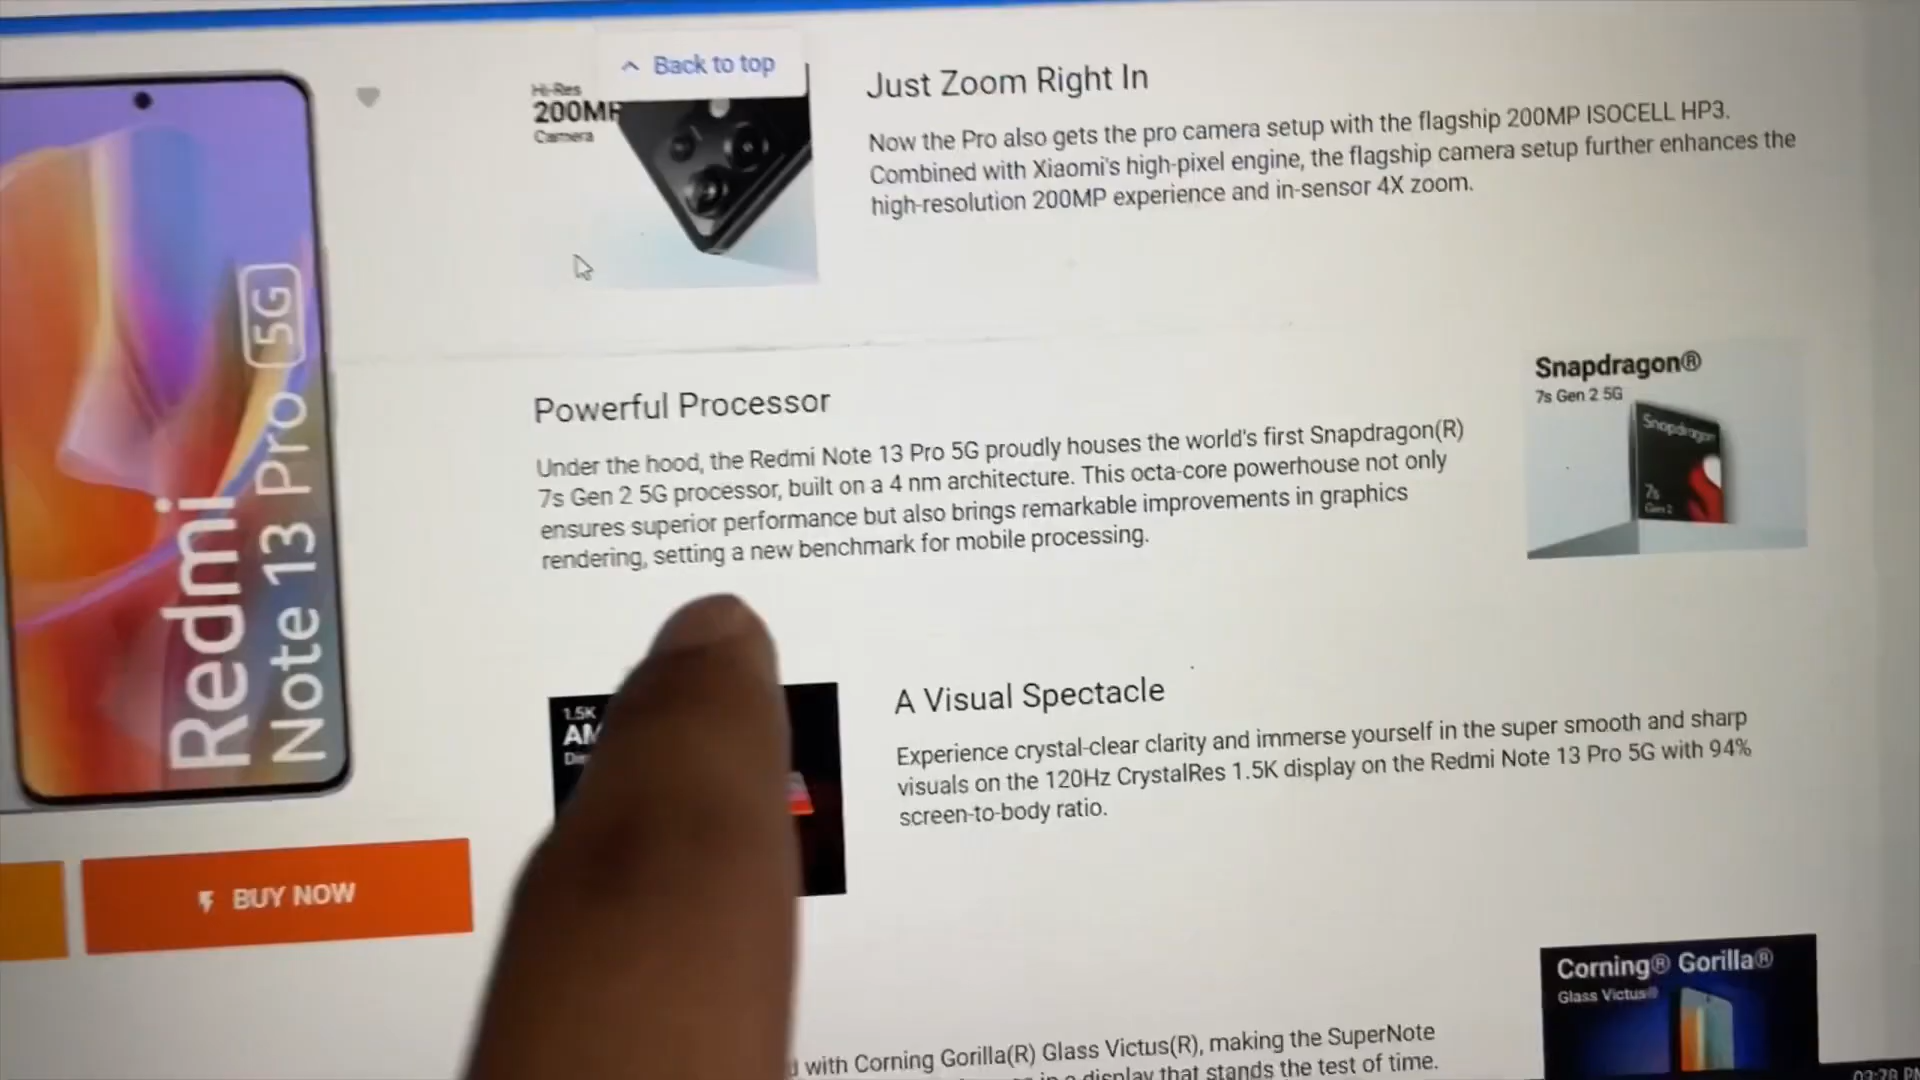 Back to top
Hi-Res
200MP
Camera
Just Zoom Right In
Now the Pro also gets the pro camera setup with the flagship 200MP ISOCELL HP3.
Combined with Xiaomi's high-pixel engine, the flagship camera setup further enhances the
high-resolution 200MP experience and in-sensor 4X zoom.
Redmi
Note 13 Pro 5G
Powerful Processor
Under the hood, the Redmi Note 13 Pro 5G proudly houses the world's first Snapdragon(R)
7s Gen 2 5G processor, built on a 4 nm architecture. This octa-core powerhouse not only
ensures superior performance but also brings remarkable improvements in graphics
rendering, setting a new benchmark for mobile processing.
Snapdragon®
7s Gen 2 5G
Snapdragon
7s
Gen 2
1.5K
A Visual Spectacle
Experience crystal-clear clarity and immerse yourself in the super smooth and sharp
visuals on the 120Hz CrystalRes 1.5K display on the Redmi Note 13 Pro 5G with 94%
screen-to-body ratio.
BUY NOW
Corning® Gorilla®
Glass Victus®
with Corning Gorilla(R) Glass Victus(R), making the SuperNote
display that stands the test of time.
03:28 PM